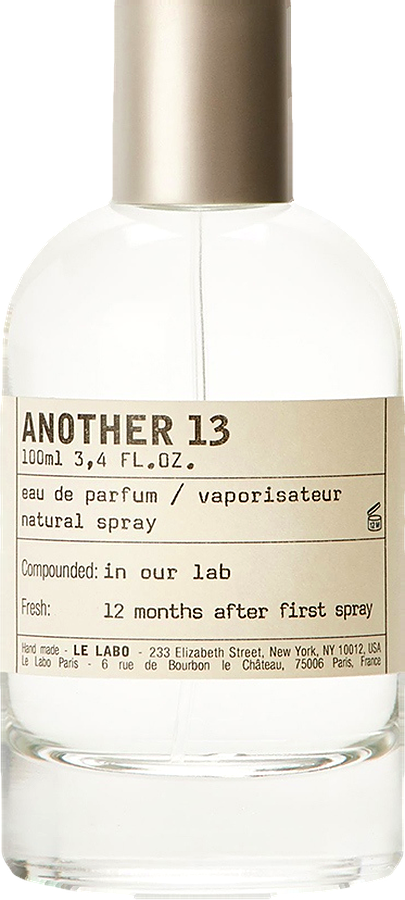 ANOTHER 13
100ml 3,4 FL.OZ.
eau de parfum / vaporisateur
natural spray
12 M
Compounded: in our lab
Fresh: 12 months after first spray
Hand made - LE LABO - 233 Elizabeth Street, New York, NY 10012, USA
Le Labo Paris - 6 rue de Bourbon le Château, 75006 Paris, France